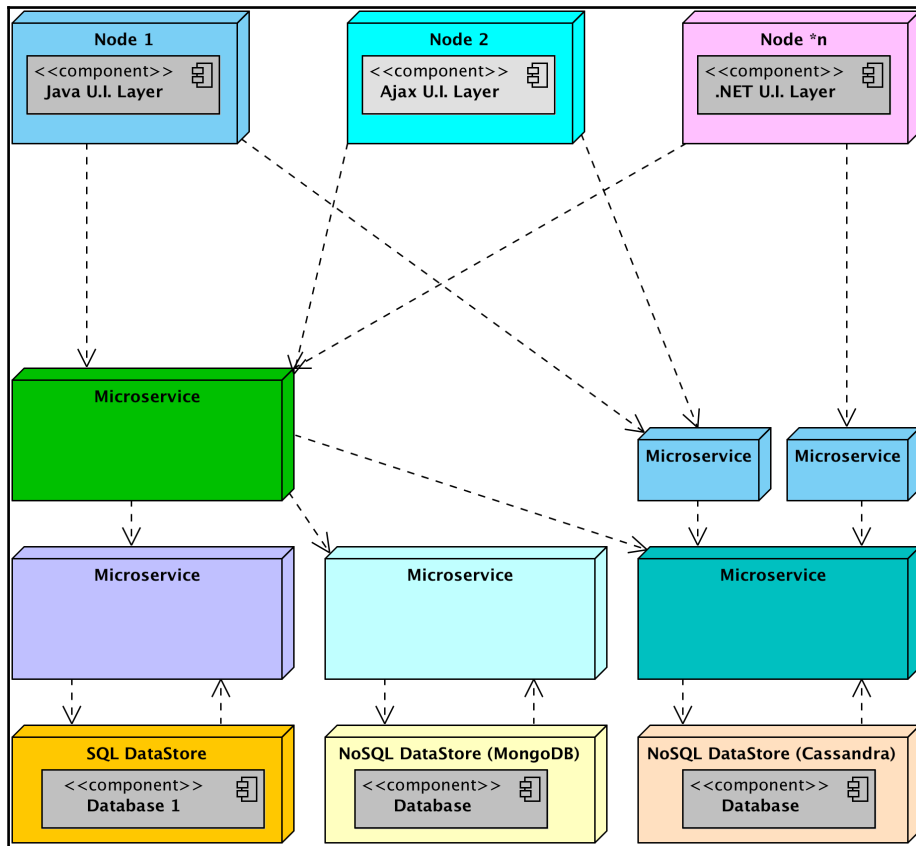 Node 1
<<component>>
Java U.I. Layer
Node 2
<<component>>
Ajax U.I. Layer
Node *n
<<component>>
.NET U.I. Layer
Microservice
Microservice
Microservice
Microservice
Microservice
Microservice
SQL DataStore
<<component>>
Database 1
NoSQL DataStore (MongoDB)
<<component>>
Database
NoSQL DataStore (Cassandra)
<<component>>
Database